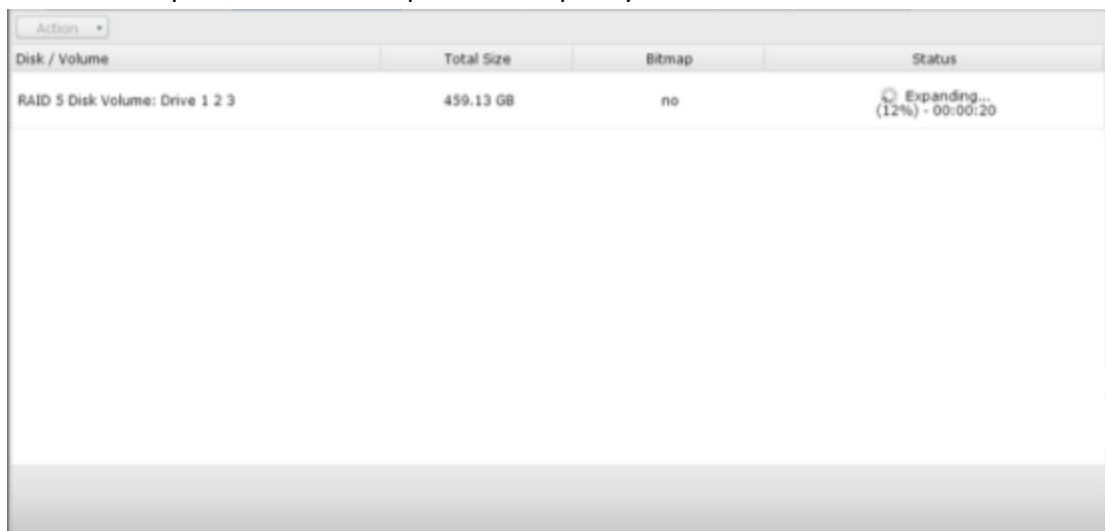 Action
Disk / Volume Total Size Bitmap Status
RAID 5 Disk Volume: Drive 1 2 3 459.13 GB no Expanding...
(12%) - 00:00:20